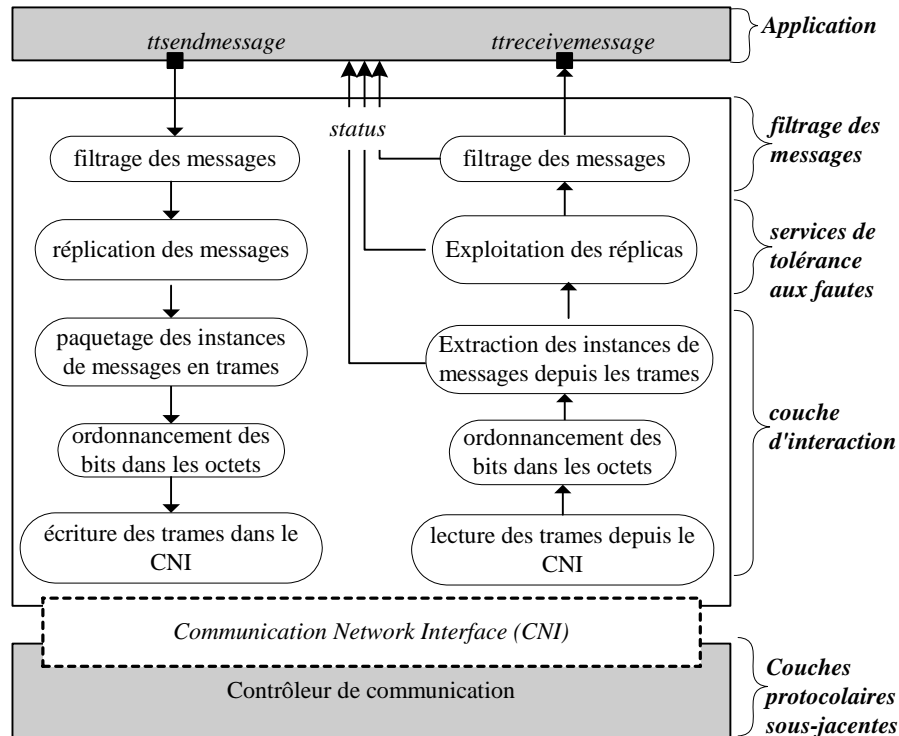 Application
ttsendmessage
ttreceivemessage
status
filtrage des messages
réplication des messages
paquetage des instances
de messages en trames
ordonnancement des
bits dans les octets
écriture des trames dans le
CNI
filtrage des messages
Exploitation des réplicas
Extraction des instances de
messages depuis les trames
ordonnancement des
bits dans les octets
lecture des trames depuis le
CNI
filtrage des
messages
services de
tolérance
aux fautes
couche
d'interaction
Communication Network Interface (CNI)
Contrôleur de communication
Couches
protocolaires
sous-jacentes